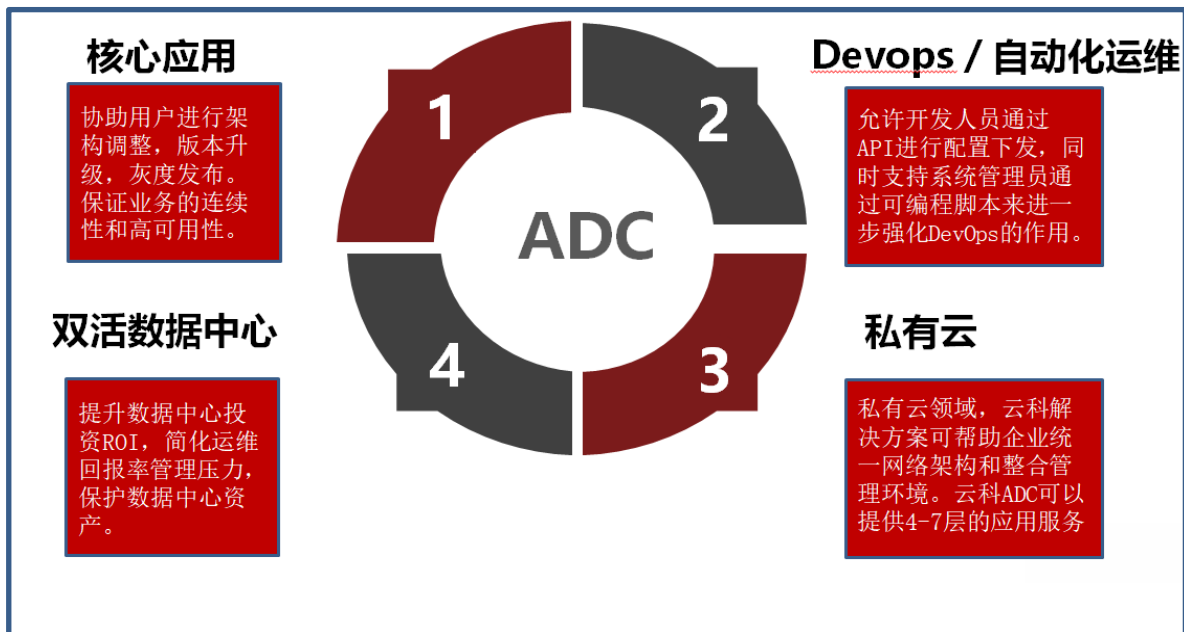 核心应用
协助用户进行架
构调整，版本升
级，灰度发布。
保证业务的连续
性和高可用性。
1
2
Devops / 自动化运维
允许开发人员通过
API进行配置下发，同
时支持系统管理员通
过可编程脚本来进一
步强化DevOps的作用。
ADC
双活数据中心
提升数据中心投
资ROI，简化运维
回报率管理压力，
保护数据中心资
产。
4
3
私有云
私有云领域，云科解
决方案可帮助企业统
一网络架构和整合管
理环境。云科ADC可以
提供4-7层的应用服务